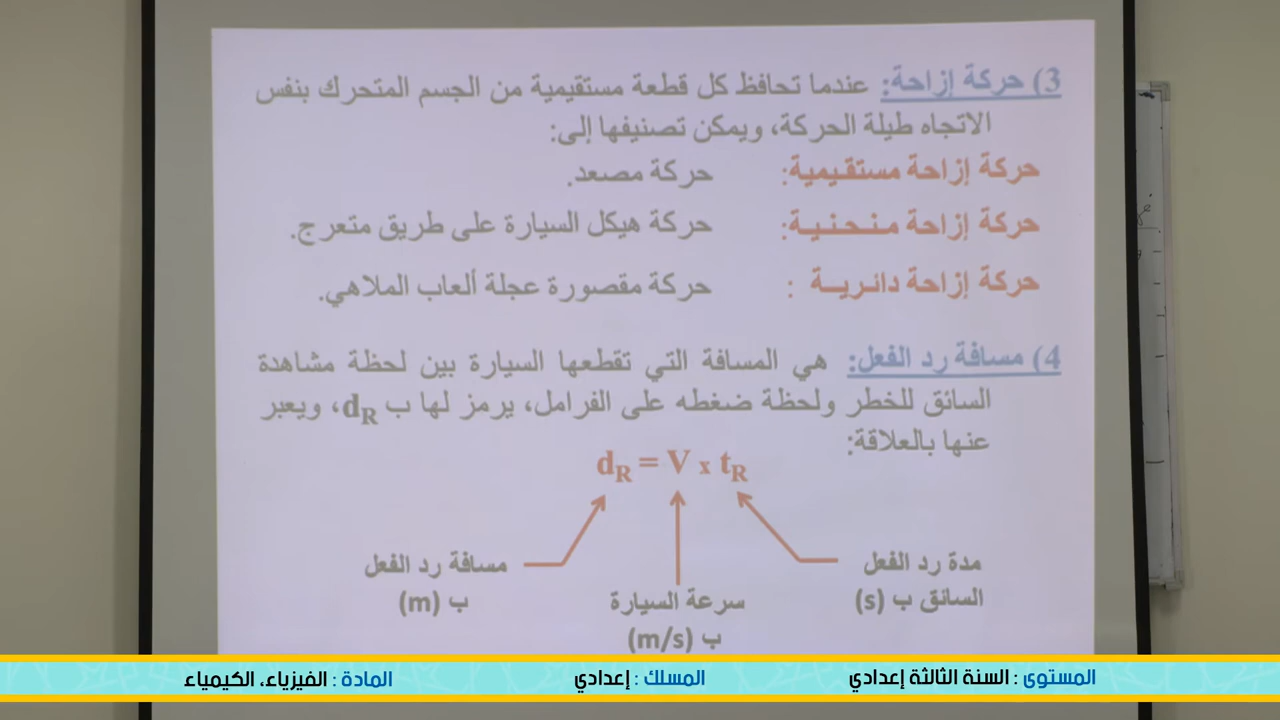 3) حركة إزاحة: عندما تحافظ كل قطعة مستقيمية من الجسم المتحرك بنفس
الاتجاه طيلة الحركة، ويمكن تصنيفها إلى:
حركة إزاحة مستقيمية: حركة مصعد.
حركة إزاحة منحنية: حركة هيكل السيارة على طريق متعرج.
حركة إزاحة دائرية : حركة مقصورة عجلة ألعاب الملاهي.
4) مسافة رد الفعل: هي المسافة التي تقطعها السيارة بين لحظة مشاهدة
السائق للخطر ولحظة ضغطه على الفرامل، يرمز لها ب dR، ويعبر
عنها بالعلاقة:
dR = V x tR
مدة رد الفعل
السائق ب (s)
سرعة السيارة
ب (m/s)
مسافة رد الفعل
ب (m)
المستوى : السنة الثالثة إعدادي
المسلك : إعدادي
المادة : الفيزياء، الكيمياء